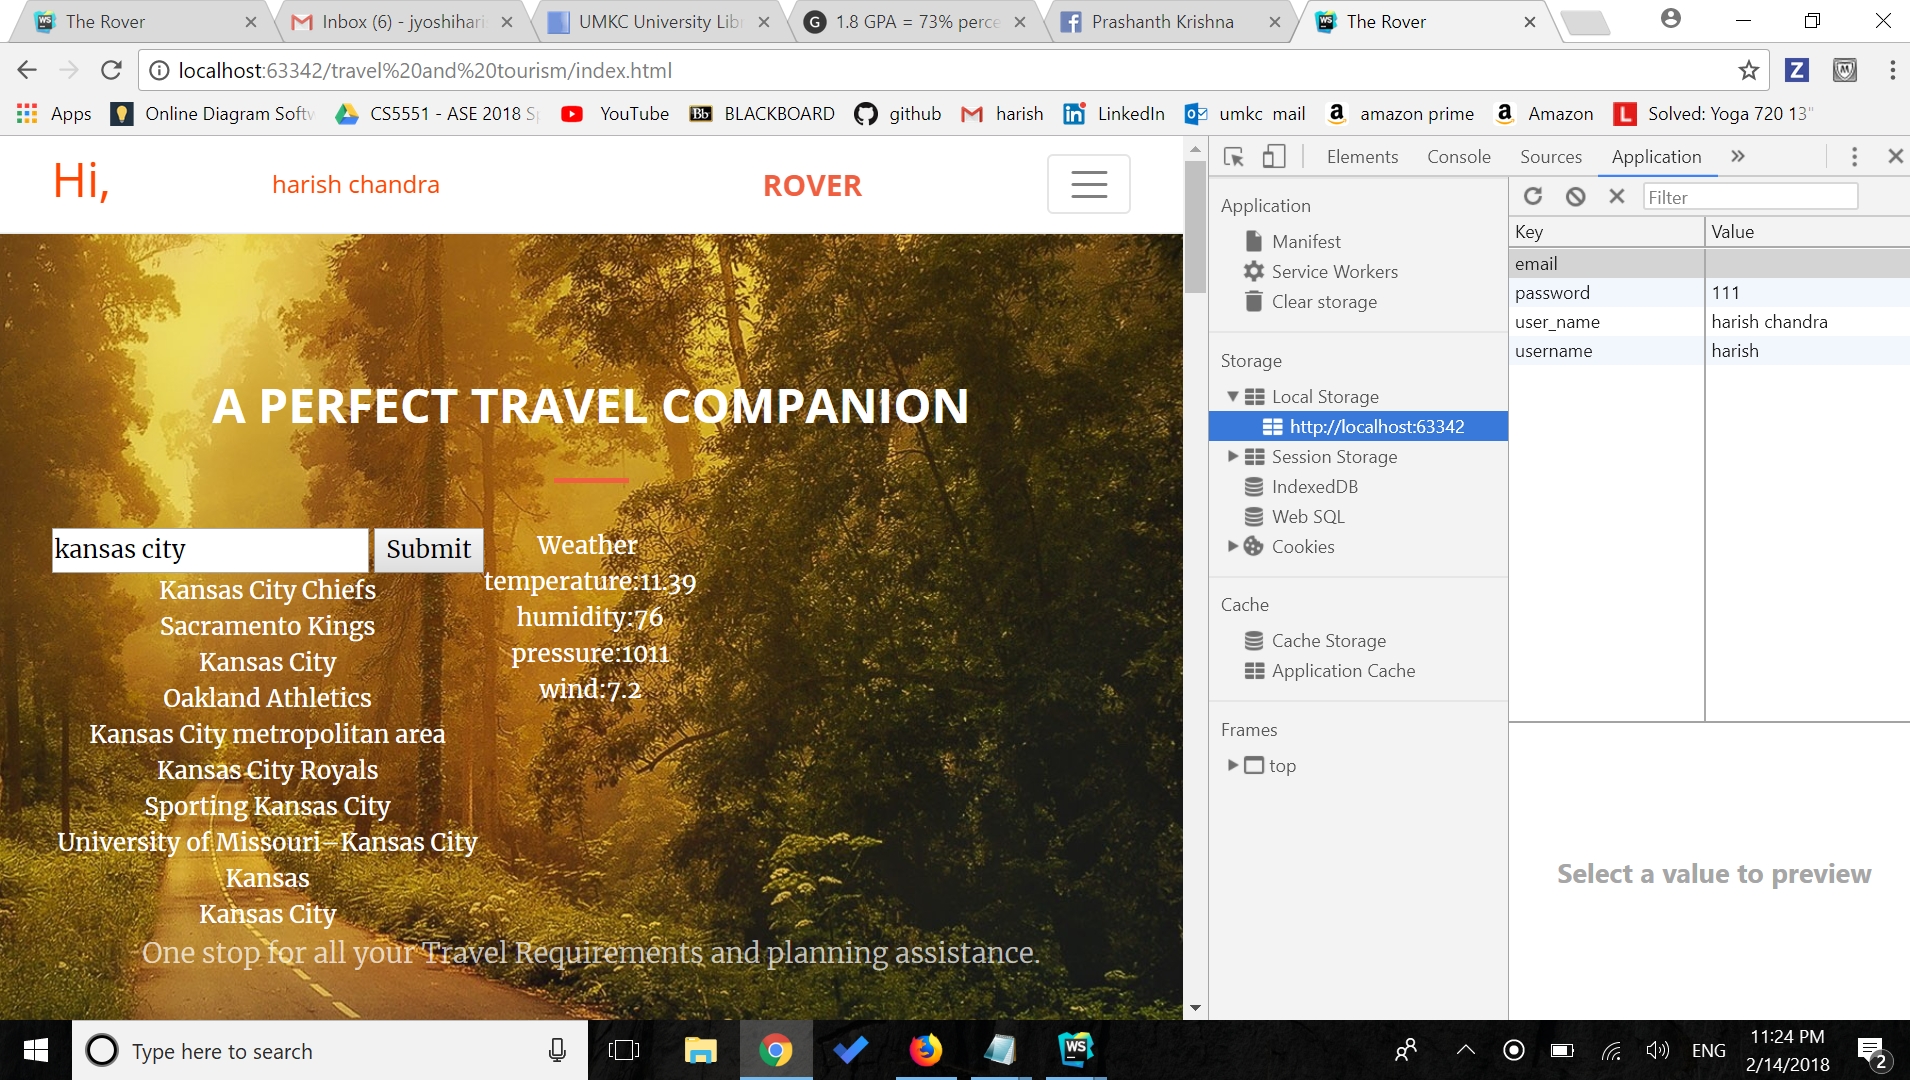 The Rover
Inbox (6) - jyoshihari
UMKC University Libr
1.8 GPA = 73% perce
Prashanth Krishna
The Rover
localhost:63342/travel%20and%20tourism/index.html
Apps
Online Diagram Softw
CS5551 - ASE 2018 Sp
YouTube
BLACKBOARD
github
harish
LinkedIn
umkc mail
amazon prime
Amazon
Solved: Yoga 720 13"
Hi,
harish chandra
ROVER
A PERFECT TRAVEL COMPANION
kansas city
Submit
Kansas City Chiefs
Sacramento Kings
Kansas City
Oakland Athletics
Kansas City metropolitan area
Kansas City Royals
Sporting Kansas City
University of Missouri–Kansas City
Kansas
Kansas City
Weather
temperature:11.39
humidity:76
pressure:1011
wind:7.2
One stop for all your Travel Requirements and planning assistance.
Elements
Console
Sources
Application
Application
Manifest
Service Workers
Clear storage
Storage
Local Storage
http://localhost:63342
Session Storage
IndexedDB
Web SQL
Cookies
Cache
Cache Storage
Application Cache
Frames
top
Filter
Key Value
email
password 111
user_name harish chandra
username harish
Select a value to preview
Type here to search
WS
ENG
11:24 PM
2/14/2018
2